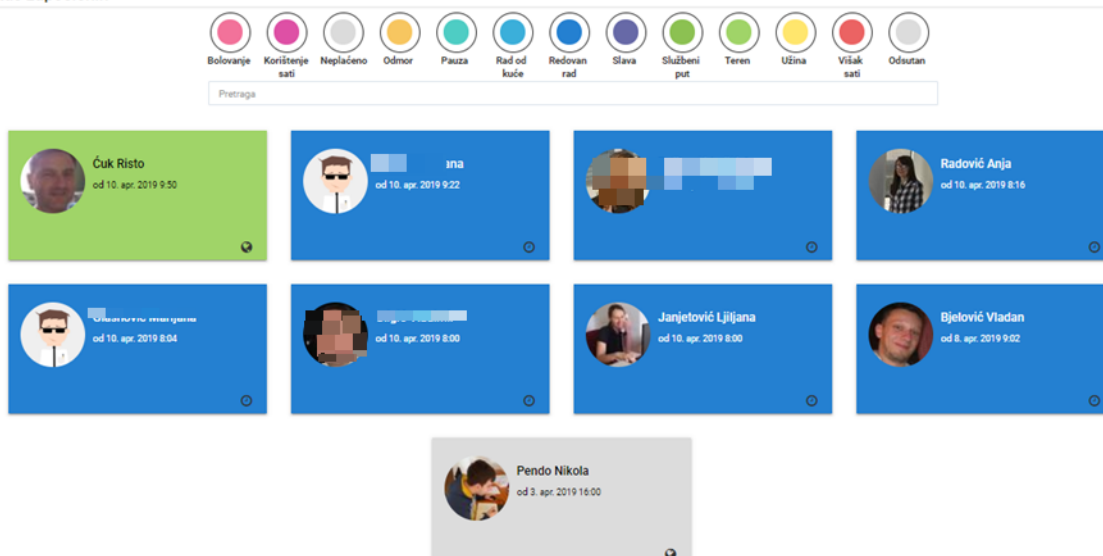 Bolovanje
Korištenje sati
Neplaćeno
Odmor
Pauza
Rad od kuće
Redovan rad
Slava
Službeni put
Teren
Užina
Višak sati
Odsutan
Pretraga
Ćuk Risto
od 10. apr. 2019 9:30
od 10. apr. 2019 9:22
Radović Anja
od 10. apr. 2019 8:16
Marijana
od 10. apr. 2019 8:04
od 10. apr. 2019 8:00
Janjetović Ljiljana
od 10. apr. 2019 8:00
Bjelović Vladan
od 8. apr. 2019 9:02
Pendo Nikola
od 3. apr. 2019 16:00